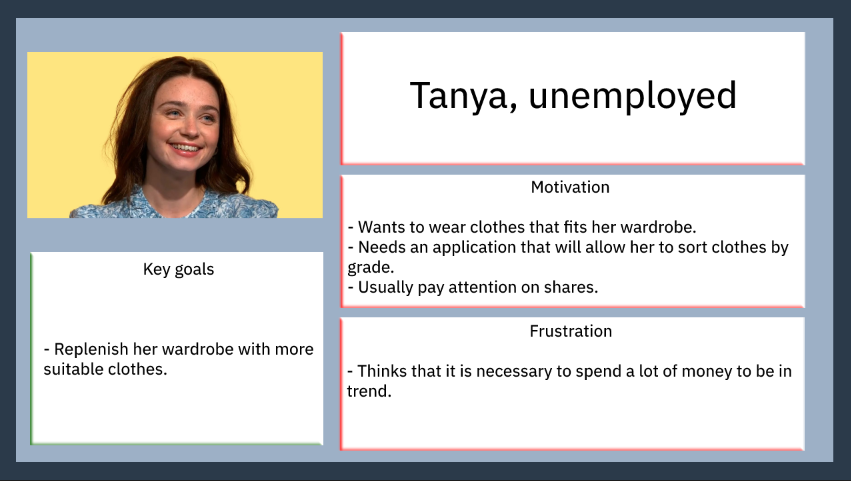 Tanya, unemployed
Motivation
- Wants to wear clothes that fits her wardrobe.
- Needs an application that will allow her to sort clothes by
grade.
- Usually pay attention on shares.
Key goals
- Replenish her wardrobe with more
suitable clothes.
Frustration
- Thinks that it is necessary to spend a lot of money to be in
trend.